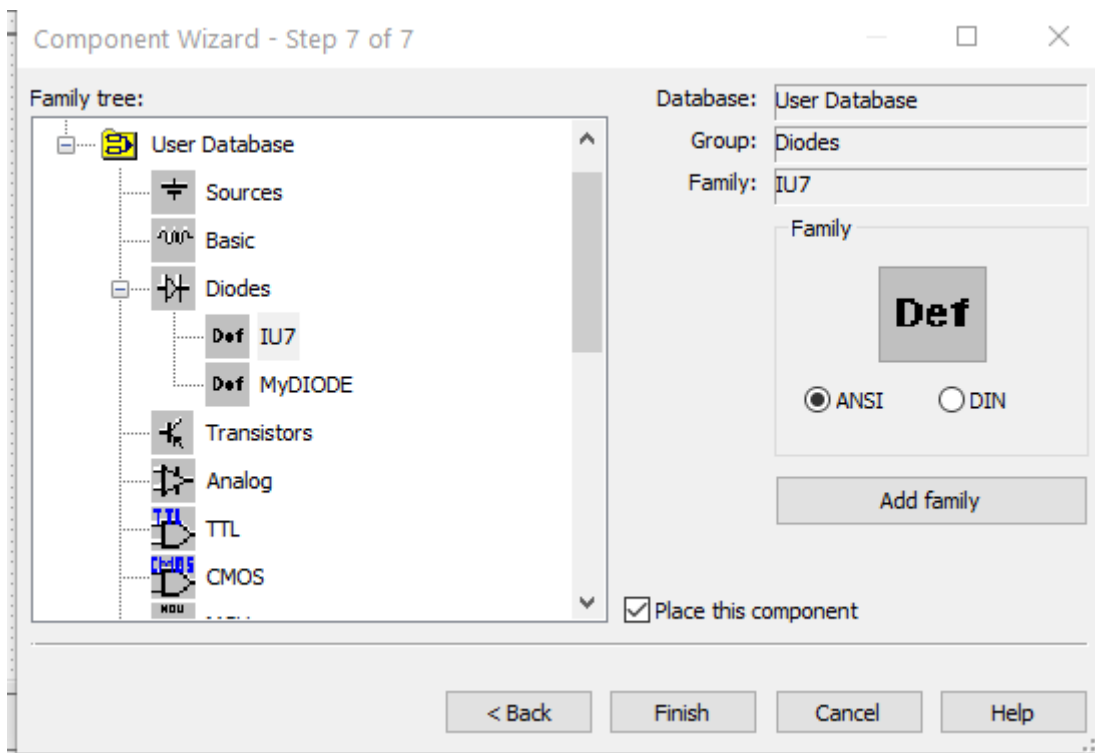 Component Wizard - Step 7 of 7
Family tree:
User Database
Sources
Basic
Diodes
Def IU7
Def MyDIODE
Transistors
Analog
TTL TTL
CMOS CMOS
Database: User Database
Group: Diodes
Family: IU7
Family
Def
ANSI DIN
Add family
Place this component
< Back Finish Cancel Help